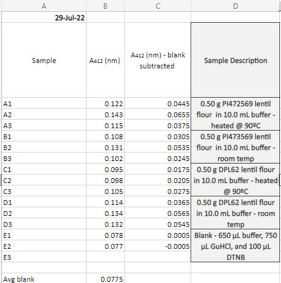 A B C D
29-Jul-22
Sample A412 (nm) A412 (nm) - blank subtracted Sample Description
A1 0.122 0.0445 0.50 g PI472569 lentil
A2 0.143 0.0655 flour in 10.0 mL buffer -
A3 0.115 0.0375 heated @ 90ºC
B1 0.108 0.0305 0.50 g PI473569 lentil
B2 0.131 0.0535 flour in 10.0 mL buffer -
B3 0.102 0.0245 room temp
C1 0.095 0.0175 0.50 g DPL62 lentil flour
C2 0.098 0.0205 in 10.0 mL buffer - heated
C3 0.105 0.0275 @ 90ºC
D1 0.114 0.0365 0.50 g DPL62 lentil flour
D2 0.134 0.0565 in 10.0 mL buffer - room
D3 0.132 0.0545 temp
E1 0.078 0.0005 Blank - 650 µL buffer, 750
E2 0.077 -0.0005 µL GuHCl, and 100 µL
E3 DTNB
Avg blank 0.0775